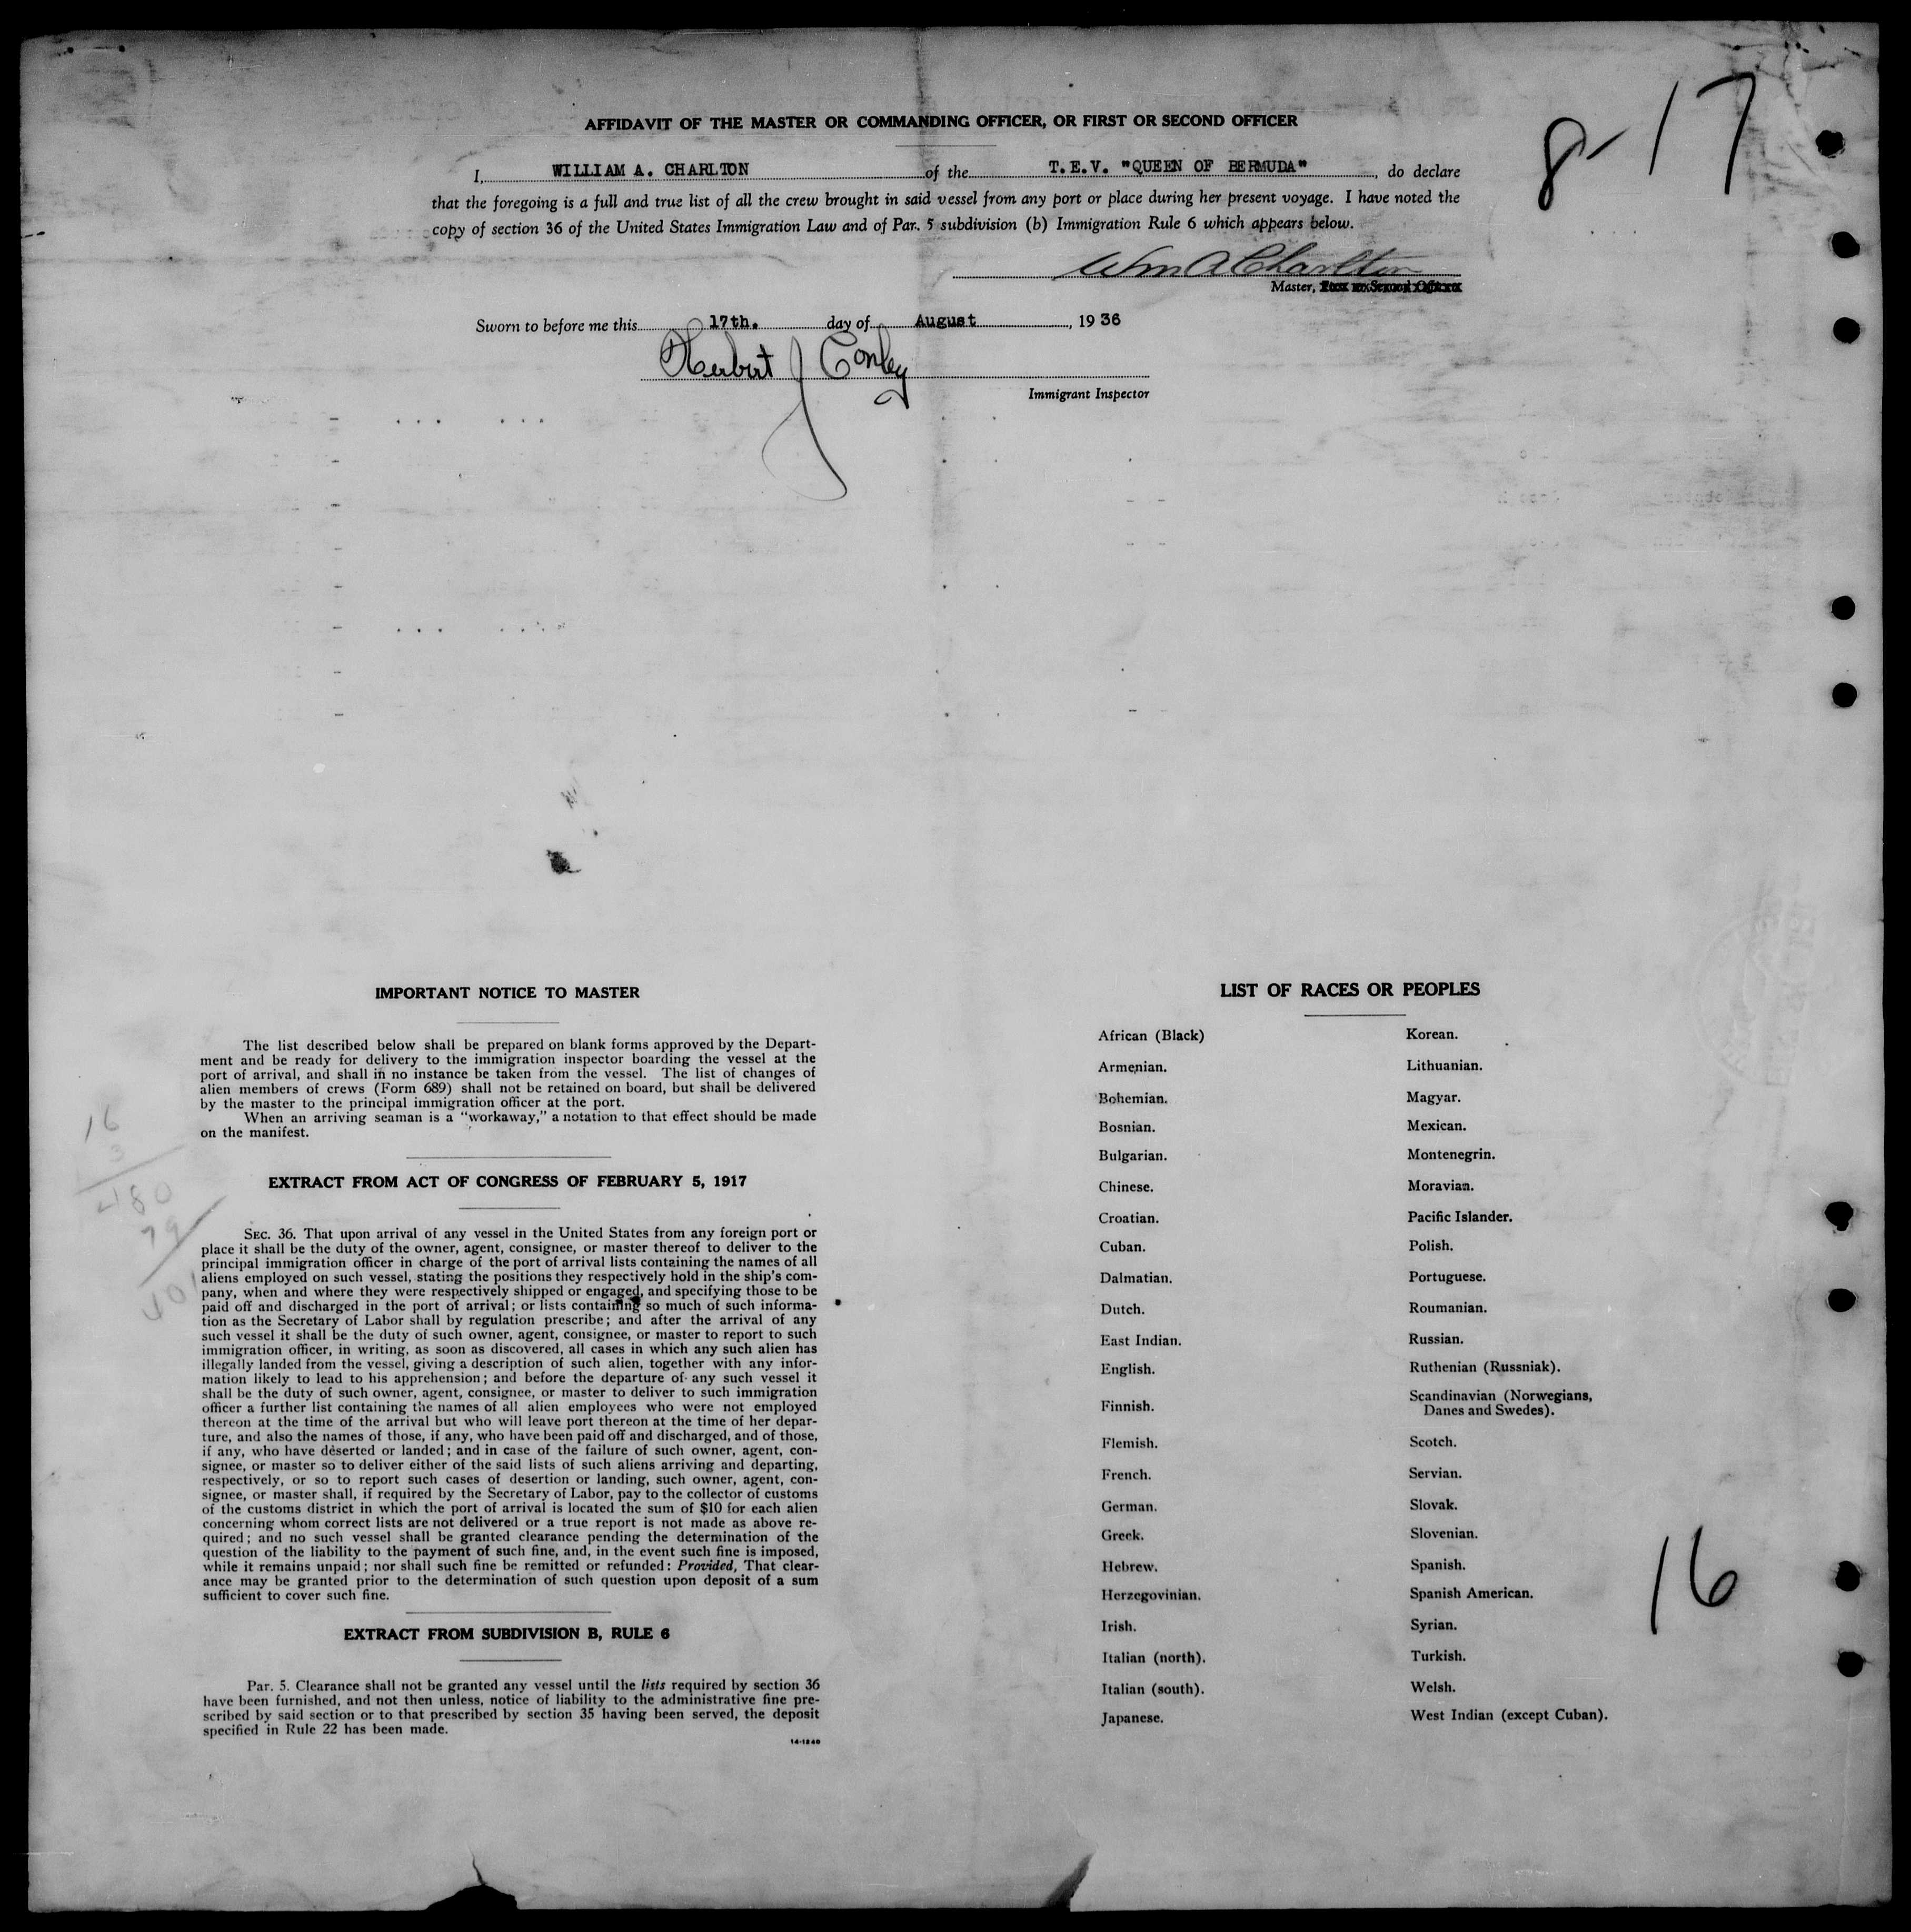 8-17
AFFIDAVIT OF THE MASTER OR COMMANDING OFFICER, OR FIRST OR SECOND OFFICER
I, WILLIAM A. CHARLTON of the T.E.V. "QUEEN OF BERMUDA", do declare
that the foregoing is a full and true list of all the crew brought in said vessel from any port or place during her present voyage. I have noted the
copy of section 36 of the United States Immigration Law and of Par. 5 subdivision (b) Immigration Rule 6 which appears below.
Wm A Charlton
Master, First or Second Officer
Sworn to before me this 17th. day of August, 1936
Herbert J Conley
Immigrant Inspector
IMPORTANT NOTICE TO MASTER
The list described below shall be prepared on blank forms approved by the Depart-
ment and be ready for delivery to the immigration inspector boarding the vessel at the
port of arrival, and shall in no instance be taken from the vessel. The list of changes of
alien members of crews (Form 689) shall not be retained on board, but shall be delivered
by the master to the principal immigration officer at the port.
When an arriving seaman is a "workaway," a notation to that effect should be made
on the manifest.
16
3
480
79
401
EXTRACT FROM ACT OF CONGRESS OF FEBRUARY 5, 1917
SEC. 36. That upon arrival of any vessel in the United States from any foreign port or
place it shall be the duty of the owner, agent, consignee, or master thereof to deliver to the
principal immigration officer in charge of the port of arrival lists containing the names of all
aliens employed on such vessel, stating the positions they respectively hold in the ship's com-
pany, when and where they were respectively shipped or engaged, and specifying those to be
paid off and discharged in the port of arrival; or lists containing so much of such informa-
tion as the Secretary of Labor shall by regulation prescribe; and after the arrival of any
such vessel it shall be the duty of such owner, agent, consignee, or master to report to such
immigration officer, in writing, as soon as discovered, all cases in which any such alien has
illegally landed from the vessel, giving a description of such alien, together with any infor-
mation likely to lead to his apprehension; and before the departure of any such vessel it
shall be the duty of such owner, agent, consignee, or master to deliver to such immigration
officer a further list containing the names of all alien employees who were not employed
thereon at the time of the arrival but who will leave port thereon at the time of her depar-
ture, and also the names of those, if any, who have been paid off and discharged, and of those,
if any, who have deserted or landed; and in case of the failure of such owner, agent, con-
signee, or master so to deliver either of the said lists of such aliens arriving and departing,
respectively, or so to report such cases of desertion or landing, such owner, agent, con-
signee, or master shall, if required by the Secretary of Labor, pay to the collector of customs
of the customs district in which the port of arrival is located the sum of $10 for each alien
concerning whom correct lists are not delivered or a true report is not made as above re-
quired; and no such vessel shall be granted clearance pending the determination of the
question of the liability to the payment of such fine, and, in the event such fine is imposed,
while it remains unpaid; nor shall such fine be remitted or refunded: Provided, That clear-
ance may be granted prior to the determination of such question upon deposit of a sum
sufficient to cover such fine.
EXTRACT FROM SUBDIVISION B, RULE 6
Par. 5. Clearance shall not be granted any vessel until the lists required by section 36
have been furnished, and not then unless, notice of liability to the administrative fine pre-
scribed by said section or to that prescribed by section 35 having been served, the deposit
specified in Rule 22 has been made.
14-1240
LIST OF RACES OR PEOPLES
African (Black)
Armenian.
Bohemian.
Bosnian.
Bulgarian.
Chinese.
Croatian.
Cuban.
Dalmatian.
Dutch.
East Indian.
English.
Finnish.
Flemish.
French.
German.
Greek.
Hebrew.
Herzegovinian.
Irish.
Italian (north).
Italian (south).
Japanese.
Korean.
Lithuanian.
Magyar.
Mexican.
Montenegrin.
Moravian.
Pacific Islander.
Polish.
Portuguese.
Roumanian.
Russian.
Ruthenian (Russniak).
Scandinavian (Norwegians,
Danes and Swedes).
Scotch.
Servian.
Slovak.
Slovenian.
Spanish.
Spanish American.
Syrian.
Turkish.
Welsh.
West Indian (except Cuban).
16